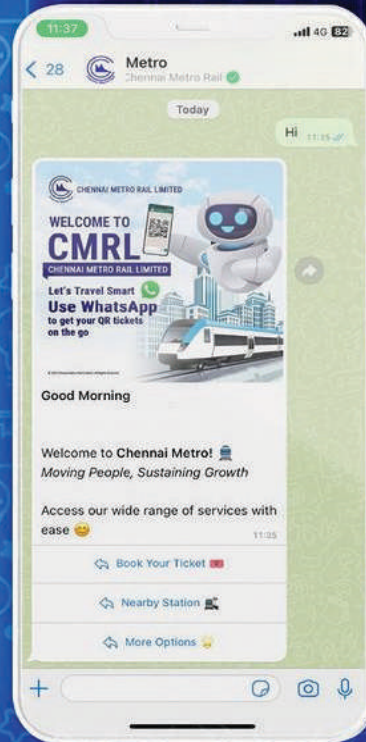 11:37
4G 82
28
Metro
Chennai Metro Rail
Today
Hi 11:35
CHENNAI METRO RAIL LIMITED
WELCOME TO
CMRL
CHENNAI METRO RAIL LIMITED
Let's Travel Smart
Use WhatsApp
to get your QR tickets
on the go
Good Morning
Welcome to Chennai Metro! 🚆
Moving People, Sustaining Growth
Access our wide range of services with
ease 😄 11:35
Book Your Ticket 🎟️
Nearby Station 🚉
More Options